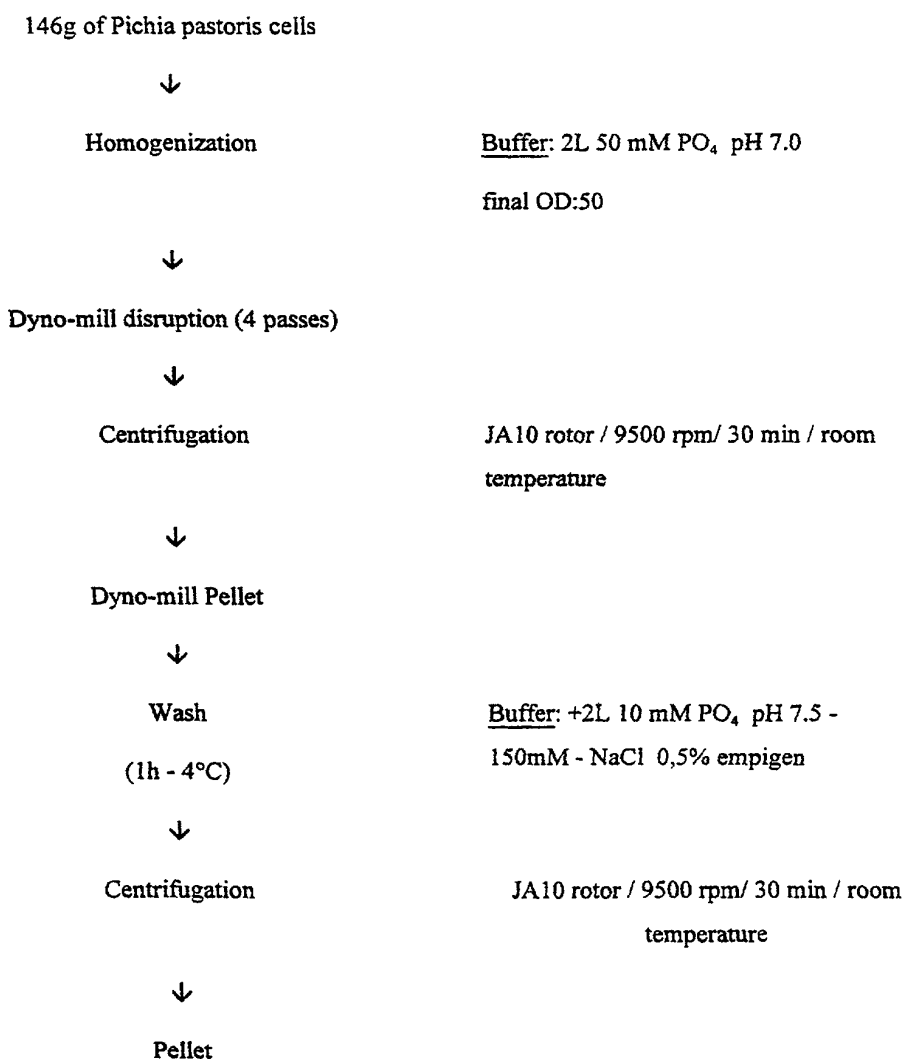 146g of Pichia pastoris cells
↓
Homogenization
Buffer: 2L 50 mM PO₄ pH 7.0
final OD:50
↓
Dyno-mill disruption (4 passes)
↓
Centrifugation
JA10 rotor / 9500 rpm/ 30 min / room
temperature
↓
Dyno-mill Pellet
↓
Wash
(1h - 4°C)
Buffer: +2L 10 mM PO₄ pH 7.5 -
150mM - NaCl 0,5% empigen
↓
Centrifugation
JA10 rotor / 9500 rpm/ 30 min / room
temperature
↓
Pellet